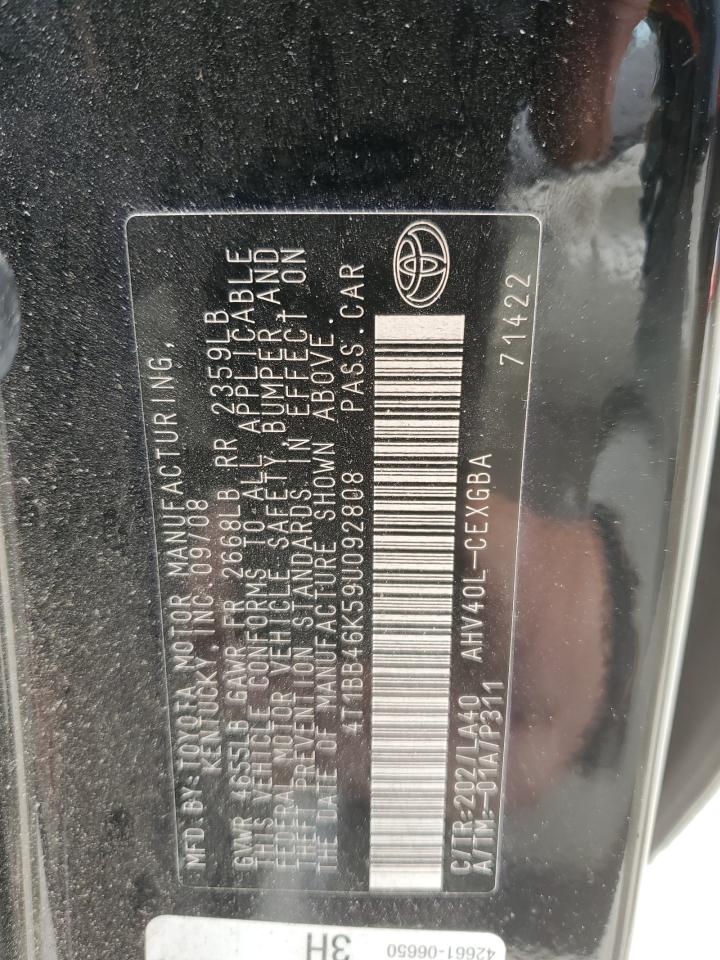 MFD.BY:TOYOTA MOTOR MANUFACTURING,
KENTUCKY,INC.09/08
GVWR 4655LB GAWR FR 2668LB RR 2359LB
THIS VEHICLE CONFORMS TO ALL APPLICABLE
FEDERAL MOTOR VEHICLE SAFETY,BUMPER,AND
THEFT PREVENTION STANDARDS IN EFFECT ON
THE DATE OF MANUFACTURE SHOWN ABOVE.
4T1BB46K59U092808 PASS.CAR
C/TR:202/LA40 AHV40L-CEXGBA
A/TM:-01A/P311 71422
3H
42661-06650